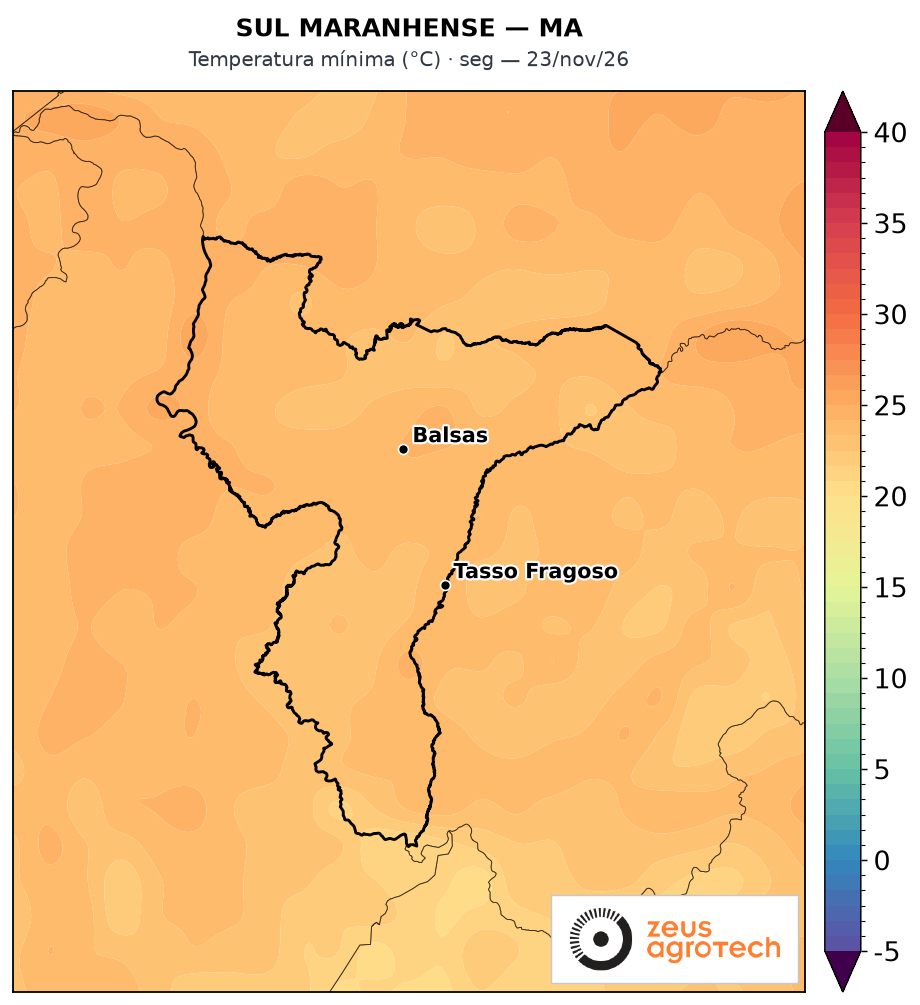 SUL MARANHENSE — MA
Temperatura mínima (°C) · seg — 23/nov/26
40
35
30
25
20
15
10
5
0
-5
Balsas
Tasso Fragoso
zeus
agrotech